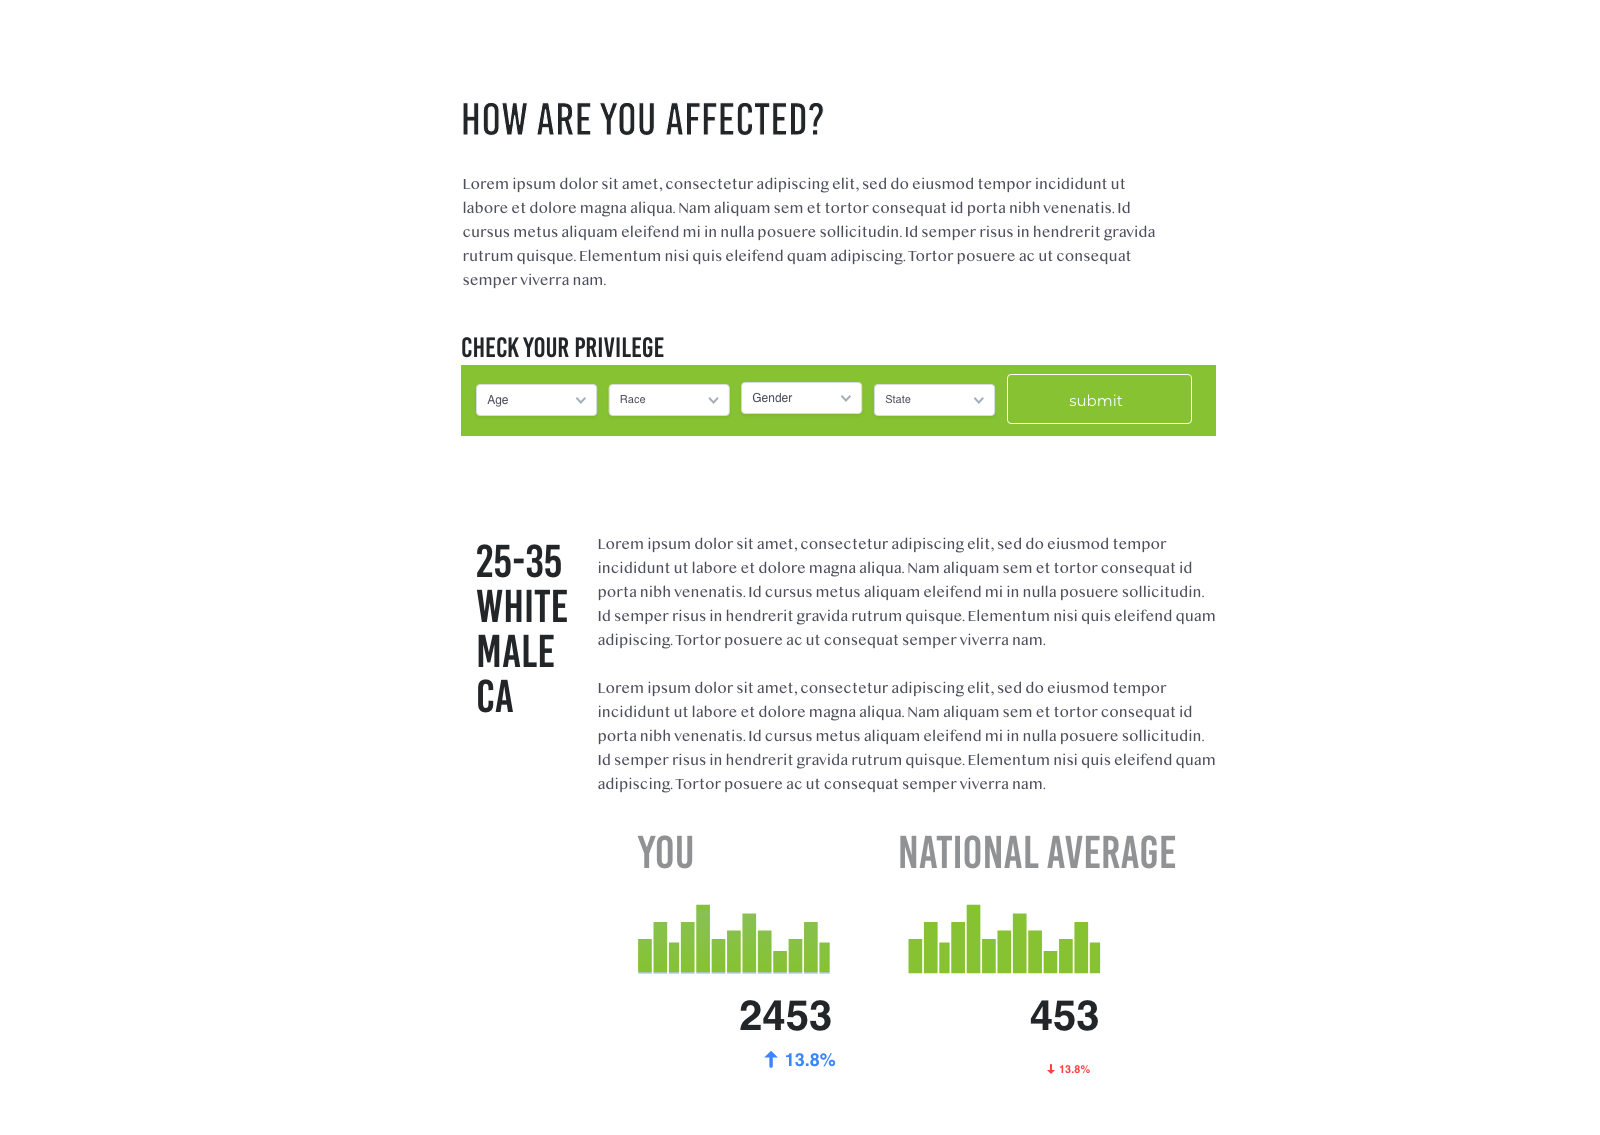 HOW ARE YOU AFFECTED?
Lorem ipsum dolor sit amet, consectetur adipiscing elit, sed do eiusmod tempor incididunt ut
labore et dolore magna aliqua. Nam aliquam sem et tortor consequat id porta nibh venenatis. Id
cursus metus aliquam eleifend mi in nulla posuere sollicitudin. Id semper risus in hendrerit gravida
rutrum quisque. Elementum nisi quis eleifend quam adipiscing. Tortor posuere ac ut consequat
semper viverra nam.
CHECK YOUR PRIVILEGE
Age Race Gender State submit
25-35
WHITE
MALE
CA
Lorem ipsum dolor sit amet, consectetur adipiscing elit, sed do eiusmod tempor
incididunt ut labore et dolore magna aliqua. Nam aliquam sem et tortor consequat id
porta nibh venenatis. Id cursus metus aliquam eleifend mi in nulla posuere sollicitudin.
Id semper risus in hendrerit gravida rutrum quisque. Elementum nisi quis eleifend quam
adipiscing. Tortor posuere ac ut consequat semper viverra nam.
Lorem ipsum dolor sit amet, consectetur adipiscing elit, sed do eiusmod tempor
incididunt ut labore et dolore magna aliqua. Nam aliquam sem et tortor consequat id
porta nibh venenatis. Id cursus metus aliquam eleifend mi in nulla posuere sollicitudin.
Id semper risus in hendrerit gravida rutrum quisque. Elementum nisi quis eleifend quam
adipiscing. Tortor posuere ac ut consequat semper viverra nam.
YOU
2453
13.8%
NATIONAL AVERAGE
453
13.8%